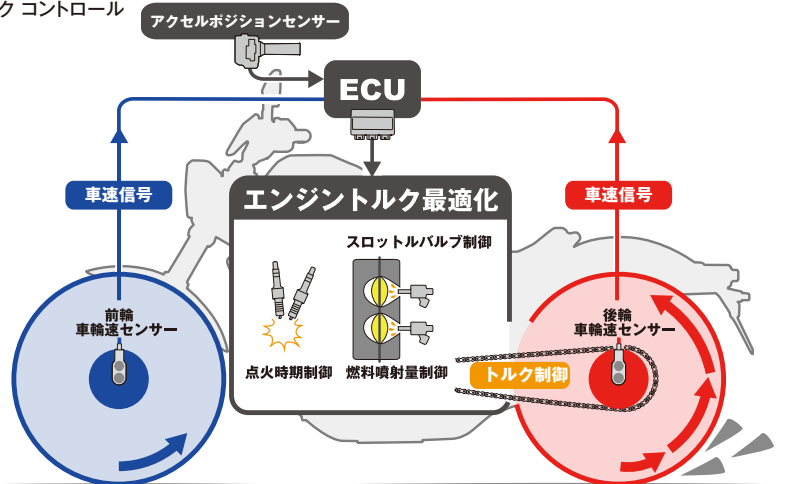 ク コントロール
アクセルポジションセンサー
ECU
車速信号
車速信号
エンジントルク最適化
スロットルバルブ制御
前輪
車輪速センサー
後輪
車輪速センサー
点火時期制御
燃料噴射量制御
トルク制御